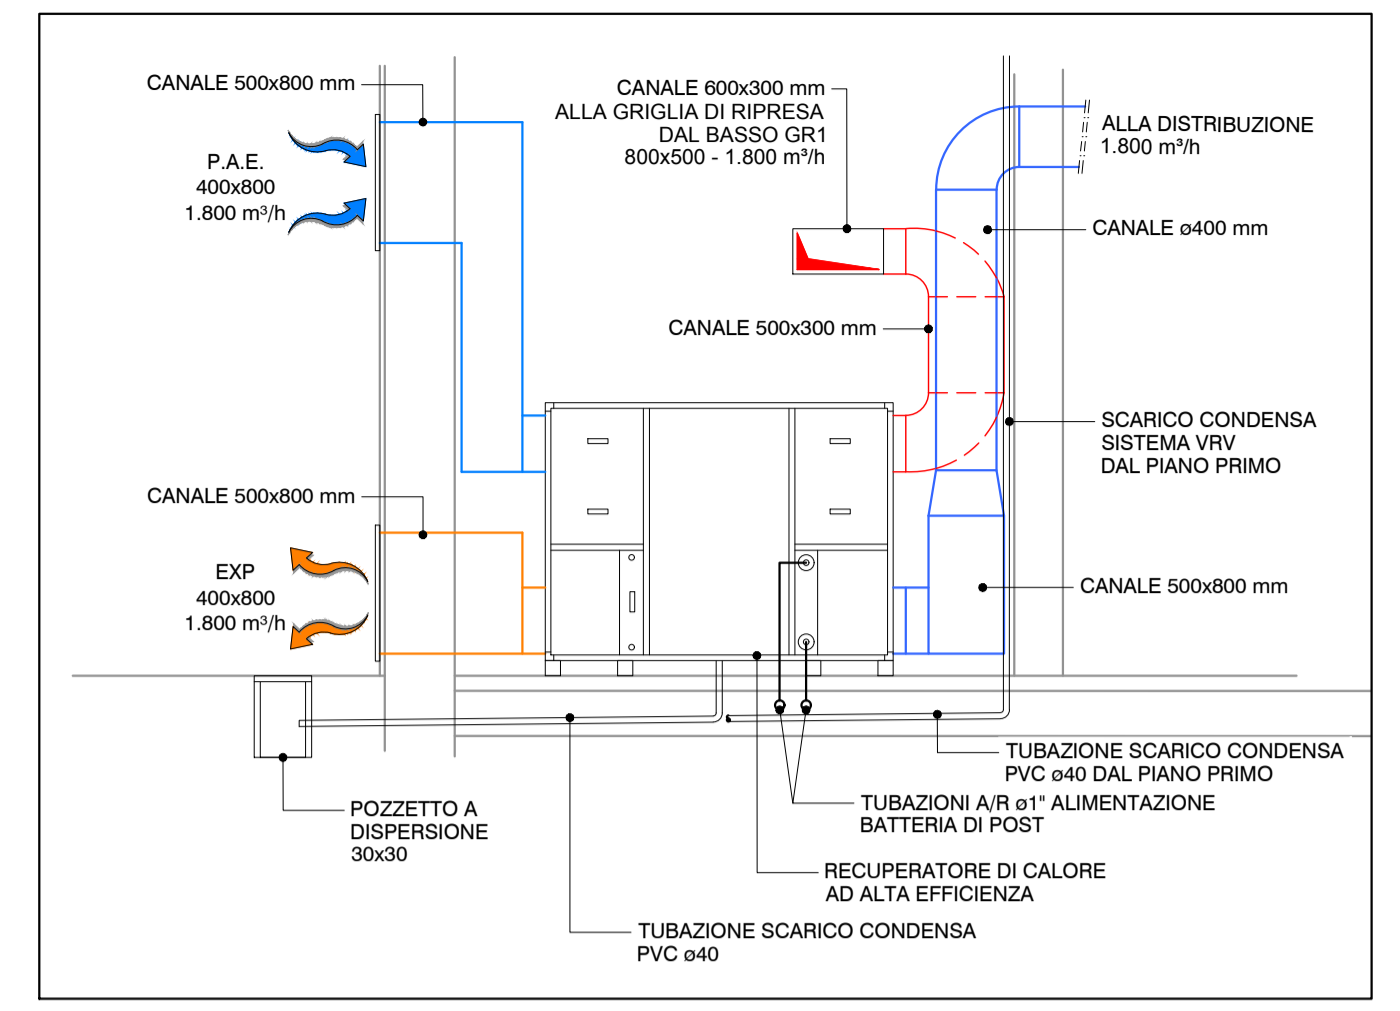 CANALE 500x800 mm
P.A.E.
400x800
1.800 m³/h
CANALE 600x300 mm
ALLA GRIGLIA DI RIPRESA
DAL BASSO GR1
800x500 - 1.800 m³/h
ALLA DISTRIBUZIONE
1.800 m³/h
CANALE ø400 mm
CANALE 500x300 mm
SCARICO CONDENSA
SISTEMA VRV
DAL PIANO PRIMO
CANALE 500x800 mm
EXP
400x800
1.800 m³/h
CANALE 500x800 mm
TUBAZIONE SCARICO CONDENSA
PVC ø40 DAL PIANO PRIMO
TUBAZIONI A/R ø1" ALIMENTAZIONE
BATTERIA DI POST
POZZETTO A
DISPERSIONE
30x30
RECUPERATORE DI CALORE
AD ALTA EFFICIENZA
TUBAZIONE SCARICO CONDENSA
PVC ø40